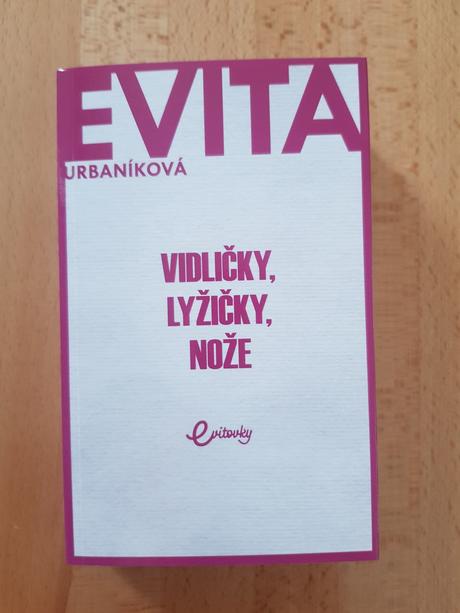 EVITA
URBANÍKOVÁ
VIDLIČKY,
LYŽIČKY,
NOŽE
evitovky